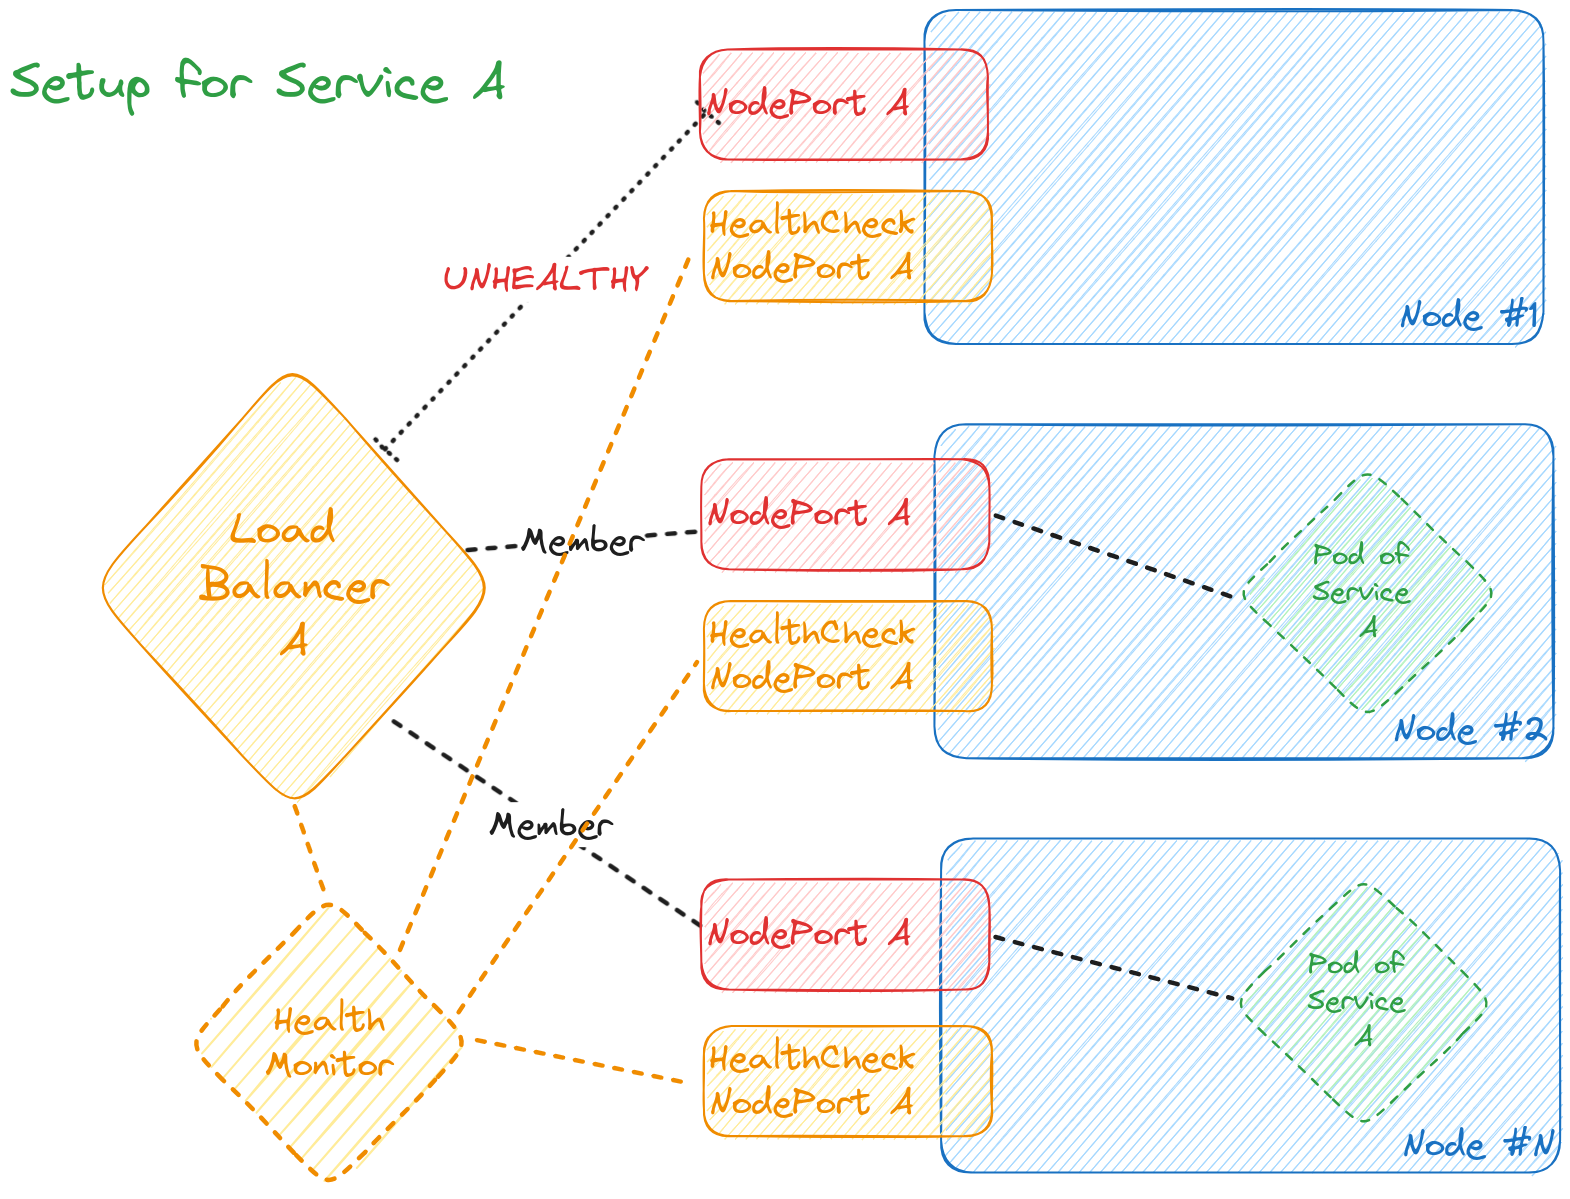 Setup for Service A
NodePort A
HealthCheck
NodePort A
Node #1
UNHEALTHY
Load
Balancer
A
Member
NodePort A
HealthCheck
NodePort A
Pod of
Service
A
Node #2
Member
NodePort A
HealthCheck
NodePort A
Pod of
Service
A
Node #N
Health
Monitor